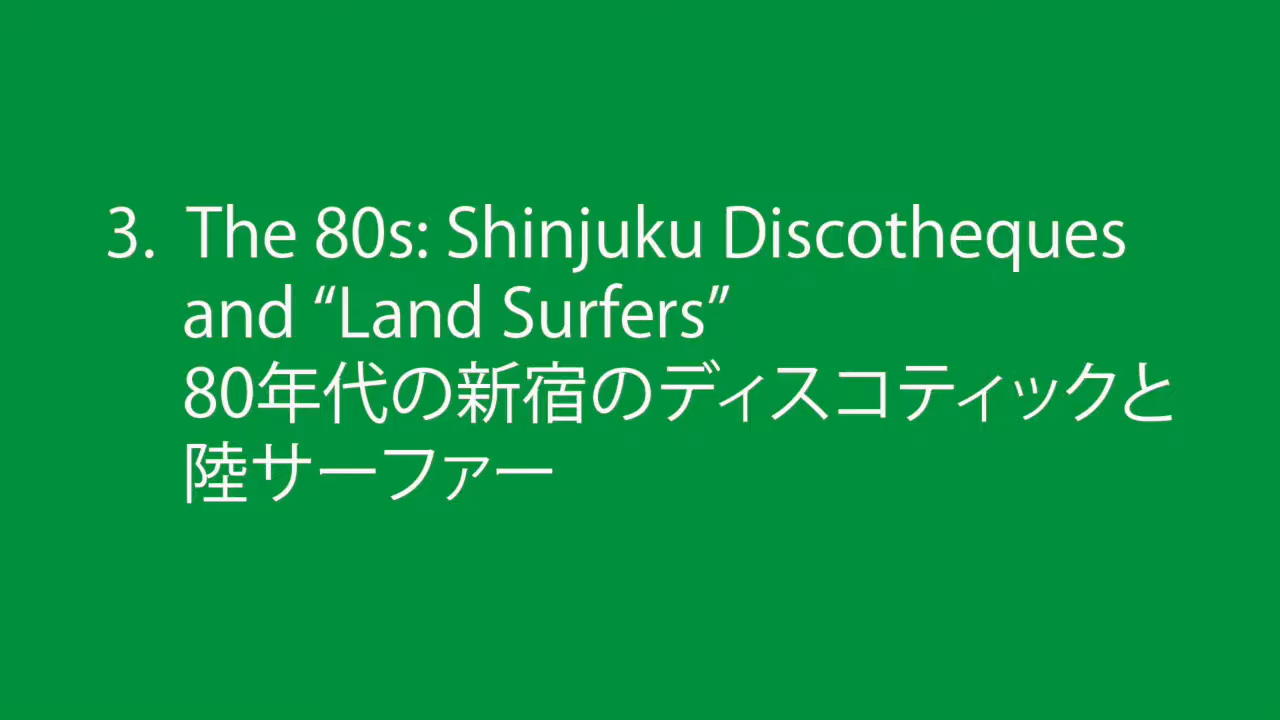 3. The 80s: Shinjuku Discotheques
and “Land Surfers”
80年代の新宿のディスコティックと
陸サーファー